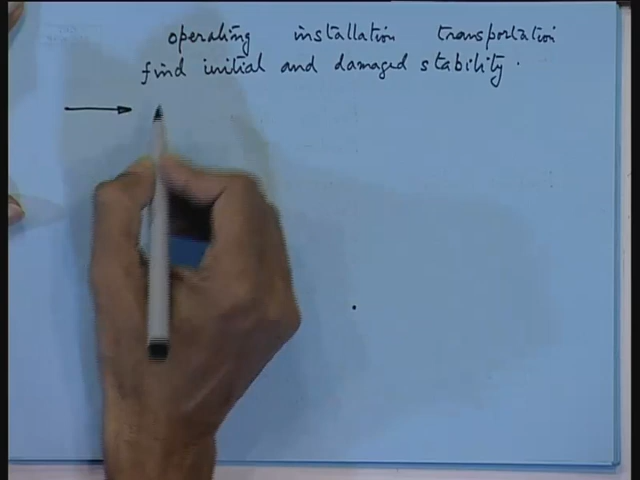 operating installation transportation
find initial and damaged stability.